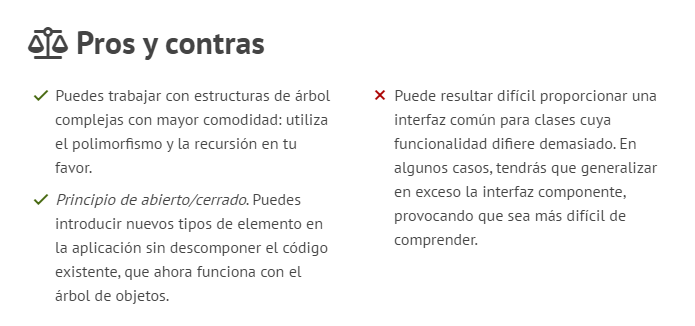 Pros y contras
Puedes trabajar con estructuras de árbol
complejas con mayor comodidad: utiliza
el polimorfismo y la recursión en tu
favor.
Principio de abierto/cerrado. Puedes
introducir nuevos tipos de elemento en
la aplicación sin descomponer el código
existente, que ahora funciona con el
árbol de objetos.
Puede resultar difícil proporcionar una
interfaz común para clases cuya
funcionalidad difiere demasiado. En
algunos casos, tendrás que generalizar
en exceso la interfaz componente,
provocando que sea más difícil de
comprender.